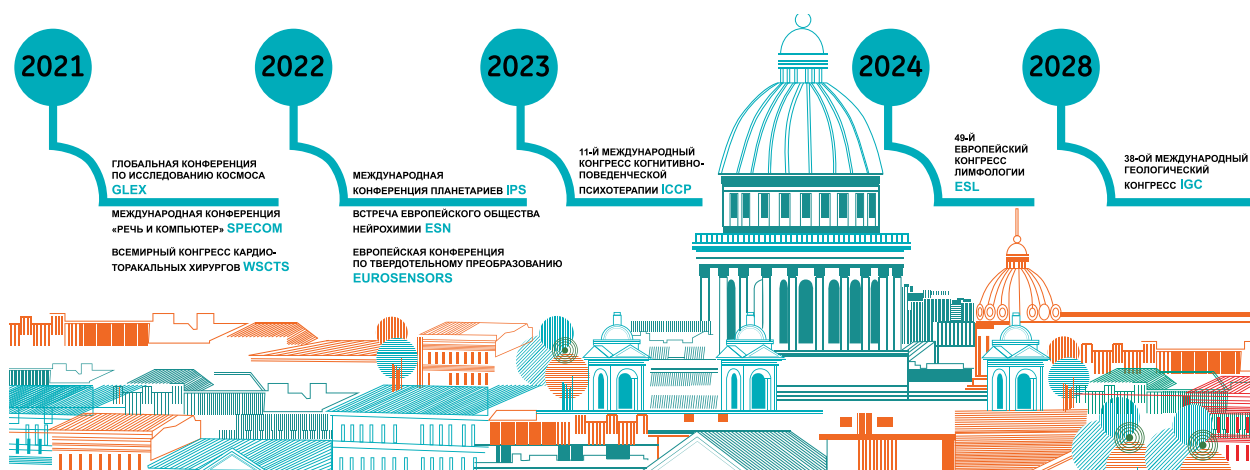 2021
ГЛОБАЛЬНАЯ КОНФЕРЕНЦИЯ
ПО ИССЛЕДОВАНИЮ КОСМОСА
GLEX
МЕЖДУНАРОДНАЯ КОНФЕРЕНЦИЯ
«РЕЧЬ И КОМПЬЮТЕР» SPECOM
ВСЕМИРНЫЙ КОНГРЕСС КАРДИО-
ТОРАКАЛЬНЫХ ХИРУРГОВ WSCTS
2022
МЕЖДУНАРОДНАЯ
КОНФЕРЕНЦИЯ ПЛАНЕТАРИЕВ IPS
ВСТРЕЧА ЕВРОПЕЙСКОГО ОБЩЕСТВА
НЕЙРОХИМИИ ESN
ЕВРОПЕЙСКАЯ КОНФЕРЕНЦИЯ
ПО ТВЕРДОТЕЛЬНОМУ ПРЕОБРАЗОВАНИЮ
EUROSENSORS
2023
11-Й МЕЖДУНАРОДНЫЙ
КОНГРЕСС КОГНИТИВНО-
ПОВЕДЕНЧЕСКОЙ
ПСИХОТЕРАПИИ ICCP
2024
49-Й
ЕВРОПЕЙСКИЙ
КОНГРЕСС
ЛИМФОЛОГИИ
ESL
2028
38-ОЙ МЕЖДУНАРОДНЫЙ
ГЕОЛОГИЧЕСКИЙ
КОНГРЕСС IGC